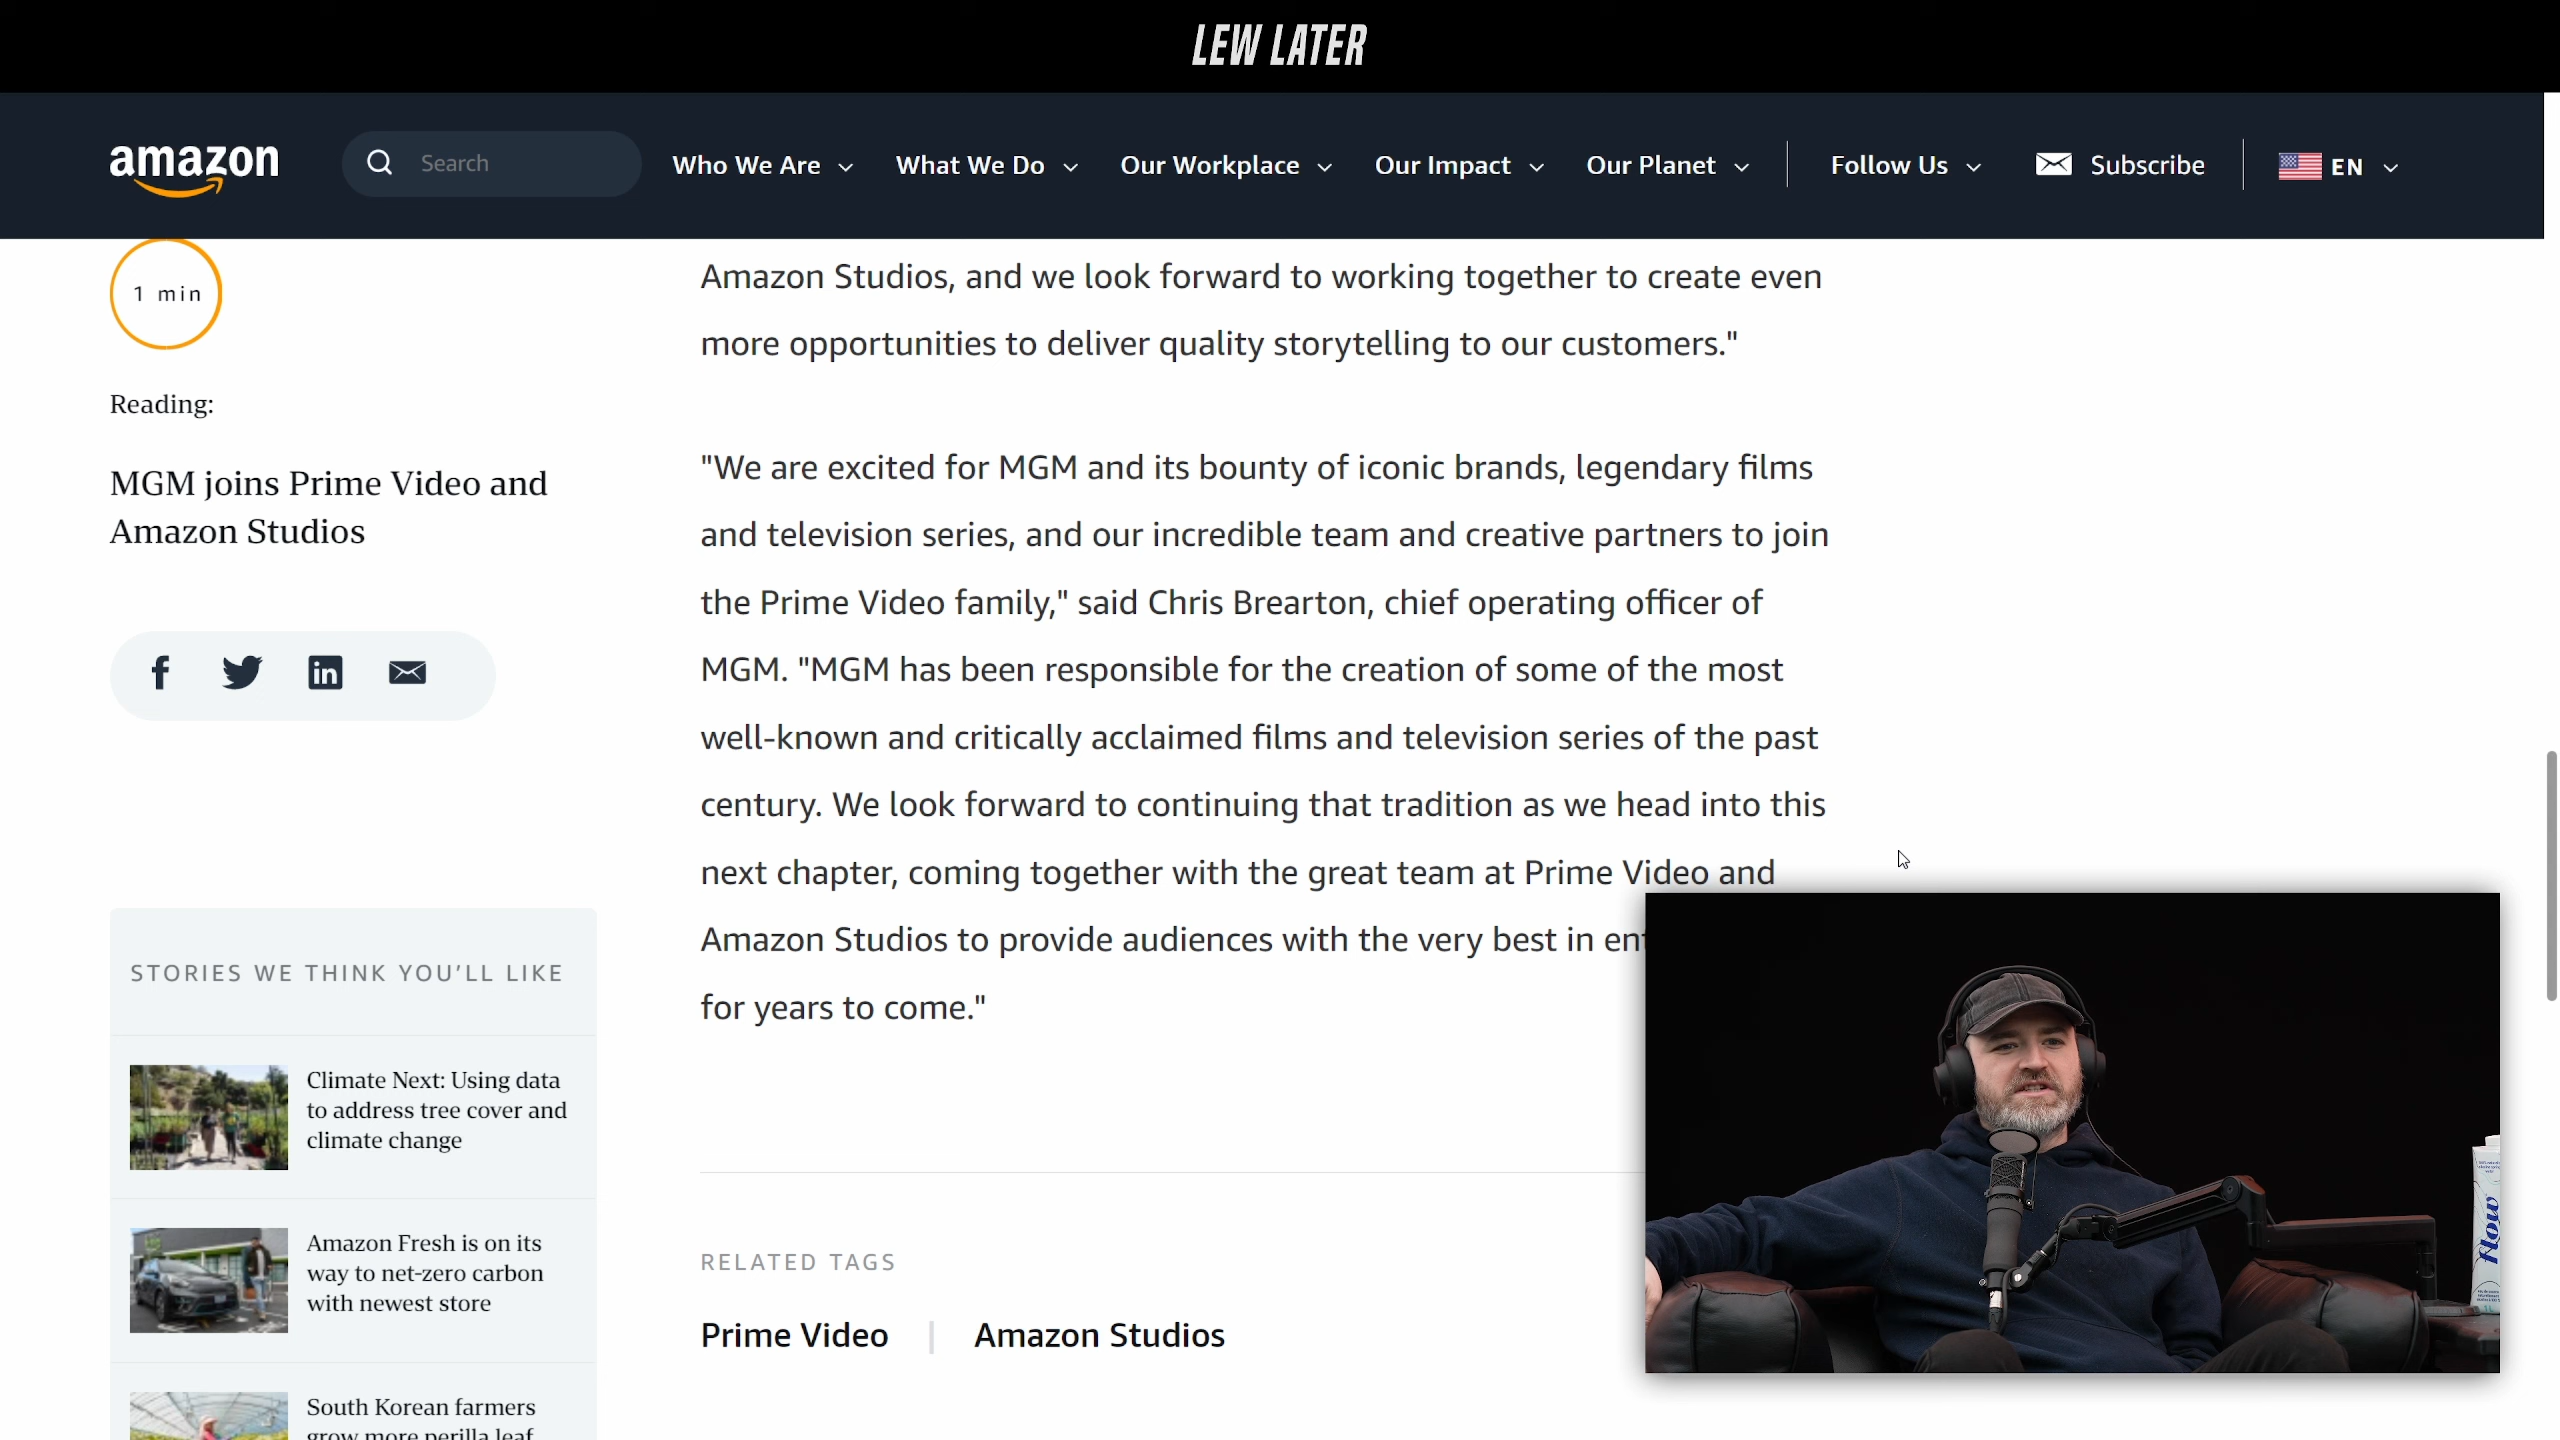 LEW LATER
amazon
Search
Who We Are
What We Do
Our Workplace
Our Impact
Our Planet
Follow Us
Subscribe
EN
1 min
Reading:
MGM joins Prime Video and
Amazon Studios
STORIES WE THINK YOU'LL LIKE
Climate Next: Using data
to address tree cover and
climate change
Amazon Fresh is on its
way to net-zero carbon
with newest store
South Korean farmers
grow more perilla leaf
Amazon Studios, and we look forward to working together to create even
more opportunities to deliver quality storytelling to our customers."
"We are excited for MGM and its bounty of iconic brands, legendary films
and television series, and our incredible team and creative partners to join
the Prime Video family," said Chris Brearton, chief operating officer of
MGM. "MGM has been responsible for the creation of some of the most
well-known and critically acclaimed films and television series of the past
century. We look forward to continuing that tradition as we head into this
next chapter, coming together with the great team at Prime Video and
Amazon Studios to provide audiences with the very best in
for years to come."
RELATED TAGS
Prime Video
Amazon Studios
flow